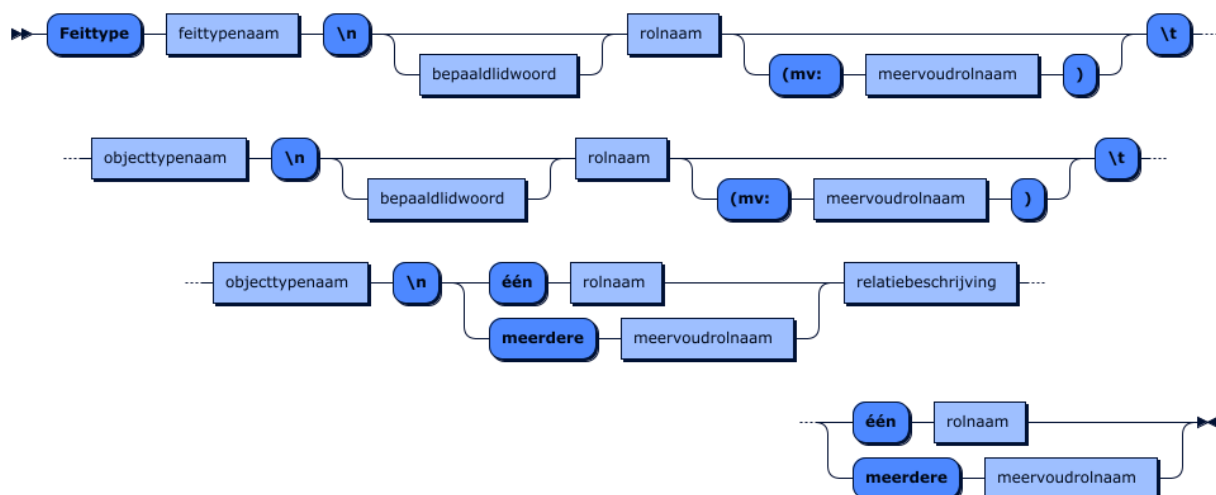 Feittype feittypenaam \n rolnaam \t
bepaaldlidwoord (mv: meervoudrolnaam )
objecttypenaam \n rolnaam \t
bepaaldlidwoord (mv: meervoudrolnaam )
objecttypenaam \n één rolnaam relatiebeschrijving
meerdere meervoudrolnaam
één rolnaam
meerdere meervoudrolnaam